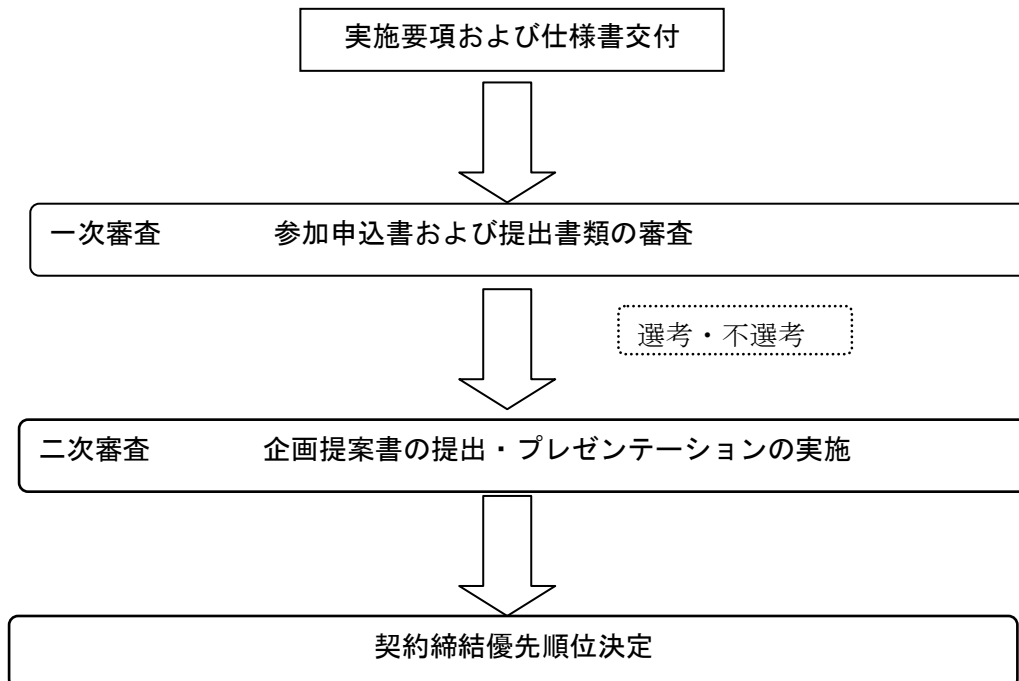 実施要項および仕様書交付
一次審査 参加申込書および提出書類の審査
選考・不選考
二次審査 企画提案書の提出・プレゼンテーションの実施
契約締結優先順位決定